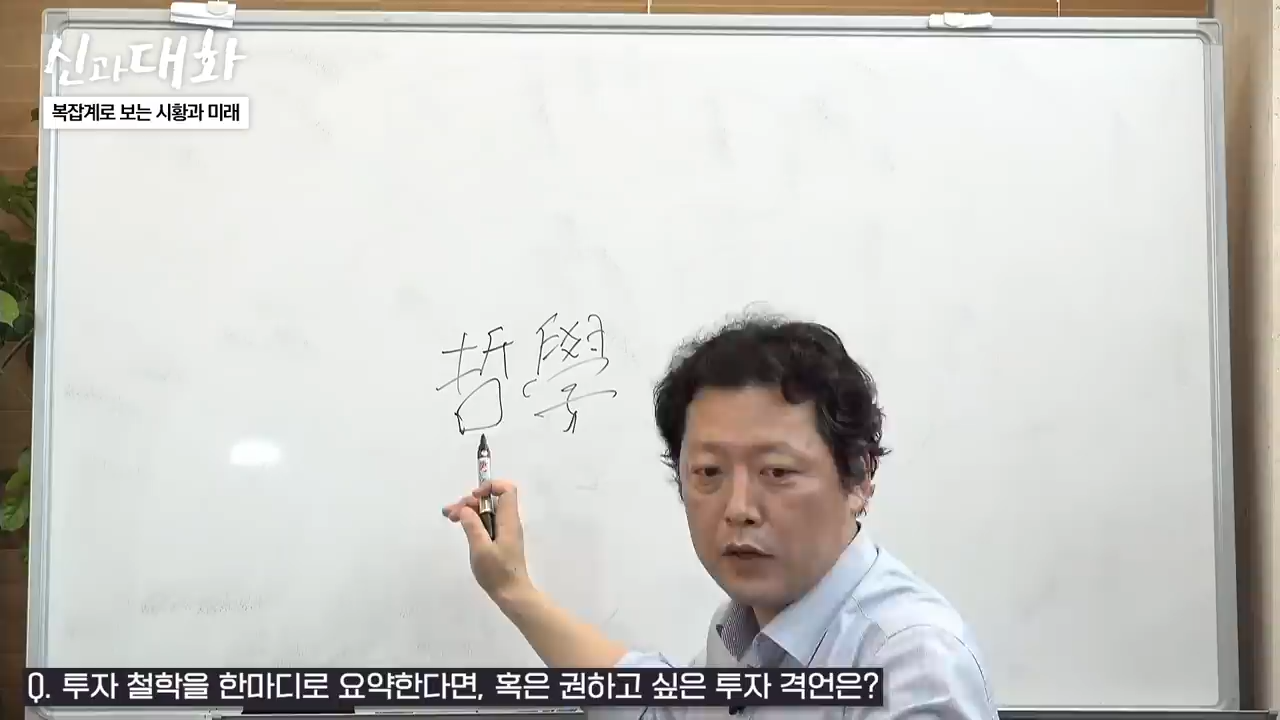 신과대화
복잡계로 보는 시황과 미래
哲學
Q. 투자 철학을 한마디로 요약한다면, 혹은 권하고 싶은 투자 격언은?